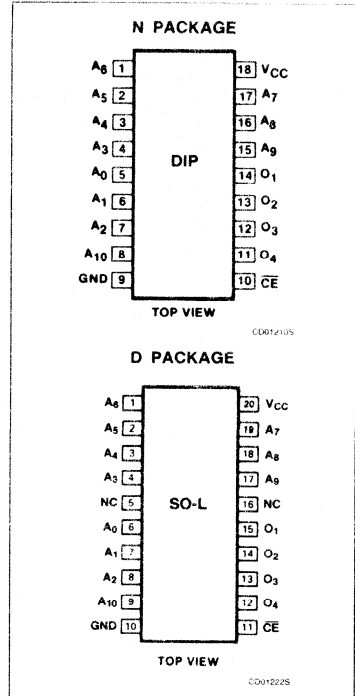 N PACKAGE
A6 1 18 VCC
A5 2 17 A7
A4 3 16 A8
A3 4 15 A9
DIP
A0 5 14 O1
A1 6 13 O2
A2 7 12 O3
A10 8 11 O4
GND 9 10 CE
TOP VIEW
CD01210S
D PACKAGE
A6 1 20 VCC
A5 2 19 A7
A4 3 18 A8
A3 4 17 A9
NC 5 SO-L 16 NC
A0 6 15 O1
A1 7 14 O2
A2 8 13 O3
A10 9 12 O4
GND 10 11 CE
TOP VIEW
CD01222S